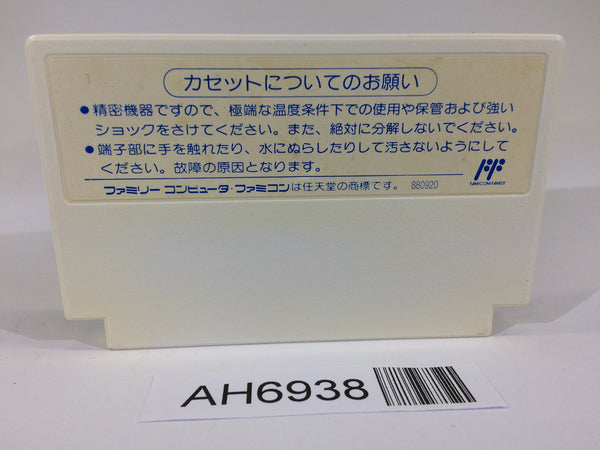 カセットについてのお願い
●精密機器ですので、極端な温度条件下での使用や保管および強い
ショックをさけてください。また、絶対に分解しないでください。
●端子部に手を触れたり、水にぬらしたりして汚さないようにして
ください。故障の原因となります。
ファミリーコンピュータ・ファミコンは任天堂の商標です。 880920
FAMICOM FAMILY
AH6938